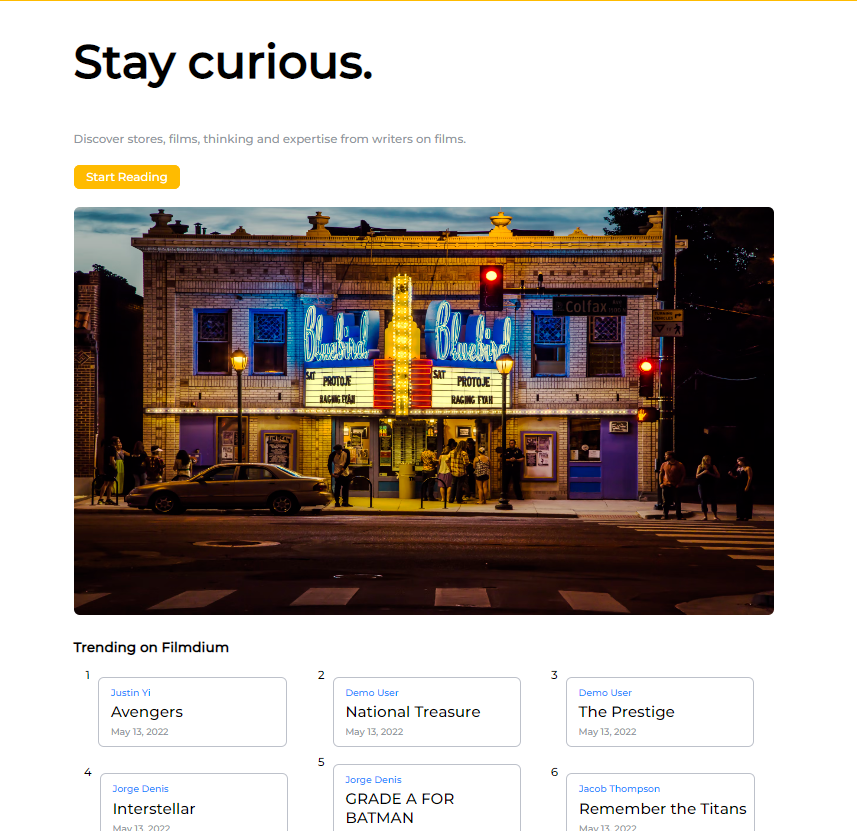 Stay curious.
Discover stores, films, thinking and expertise from writers on films.
Start Reading
Colfax
Bluebird
Bluebird
SAT
PROTOJE
RAGING FYAH
SAT
PROTOJE
RAGING FYAH
Trending on Filmdium
1
Justin Yi
Avengers
May 13, 2022
2
Demo User
National Treasure
May 13, 2022
3
Demo User
The Prestige
May 13, 2022
4
Jorge Denis
Interstellar
May 13, 2022
5
Jorge Denis
GRADE A FOR
BATMAN
6
Jacob Thompson
Remember the Titans
May 13, 2022